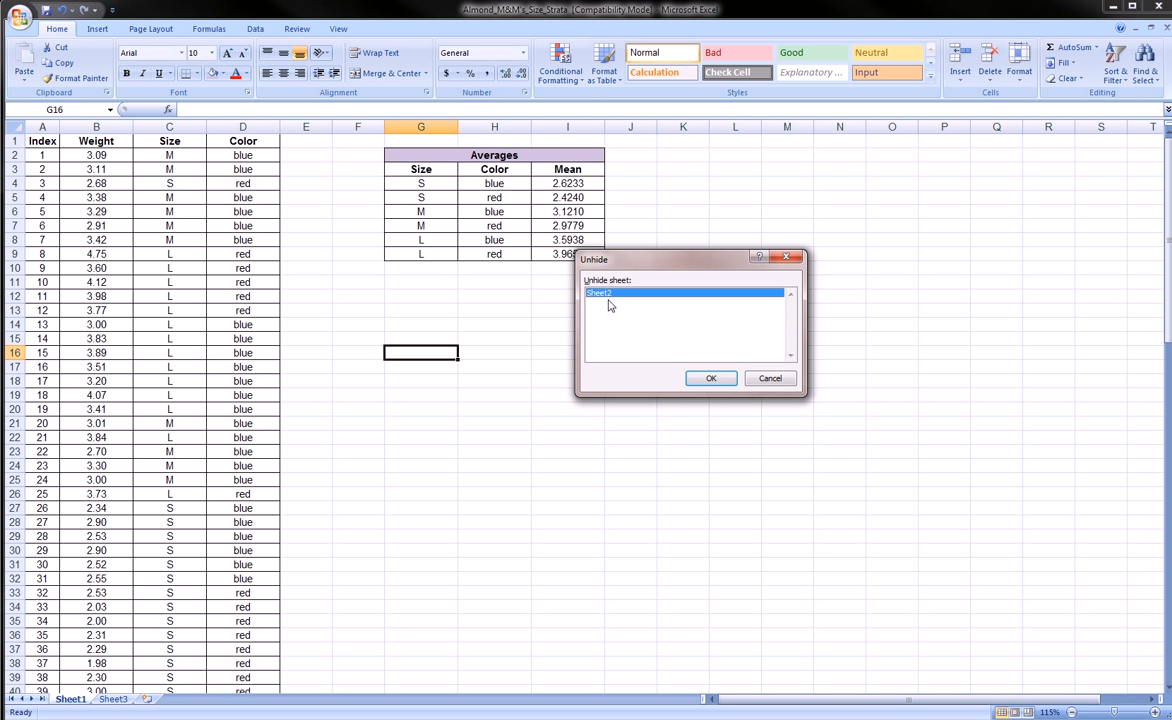 Almond_M&M's_Size_Strata [Compatibility Mode] - Microsoft Excel
Home Insert Page Layout Formulas Data Review View
Paste
Cut
Copy
Format Painter
Clipboard
Arial 10
B I U
Font
Wrap Text
Merge & Center
Alignment
General
$ % ,
Number
Conditional Formatting
Format as Table
Normal Bad Good Neutral
Calculation Check Cell Explanatory ... Input
Styles
Insert Delete Format
Cells
AutoSum
Fill
Clear
Sort & Filter
Find & Select
Editing
G16 fx
A B C D E F G H I J K L M N O P Q R S T
1 Index Weight Size Color
2 1 3.09 M blue Averages
3 2 3.11 M blue Size Color Mean
4 3 2.68 S red S blue 2.6233
5 4 3.38 M blue S red 2.4240
6 5 3.29 M blue M blue 3.1210
7 6 2.91 M blue M red 2.9779
8 7 3.42 M blue L blue 3.5938
9 8 4.75 L red L red
10 9 3.60 L red
11 10 4.12 L red
12 11 3.98 L red
13 12 3.77 L red
14 13 3.00 L blue
15 14 3.83 L blue
16 15 3.89 L blue
17 16 3.51 L blue
18 17 3.20 L blue
19 18 4.07 L blue
20 19 3.41 L blue
21 20 3.01 M blue
22 21 3.84 L blue
23 22 2.70 M blue
24 23 3.30 M blue
25 24 3.00 M blue
26 25 3.73 L red
27 26 2.34 S blue
28 27 2.90 S blue
29 28 2.53 S blue
30 29 2.90 S blue
31 30 2.52 S blue
32 31 2.55 S blue
33 32 2.53 S red
34 33 2.03 S red
35 34 2.00 S red
36 35 2.31 S red
37 36 2.29 S red
38 37 1.98 S red
39 38 2.30 S red
40 39 3.00 S red
Unhide
Unhide sheet:
Sheet2
OK Cancel
Sheet1 Sheet3
Ready 115%